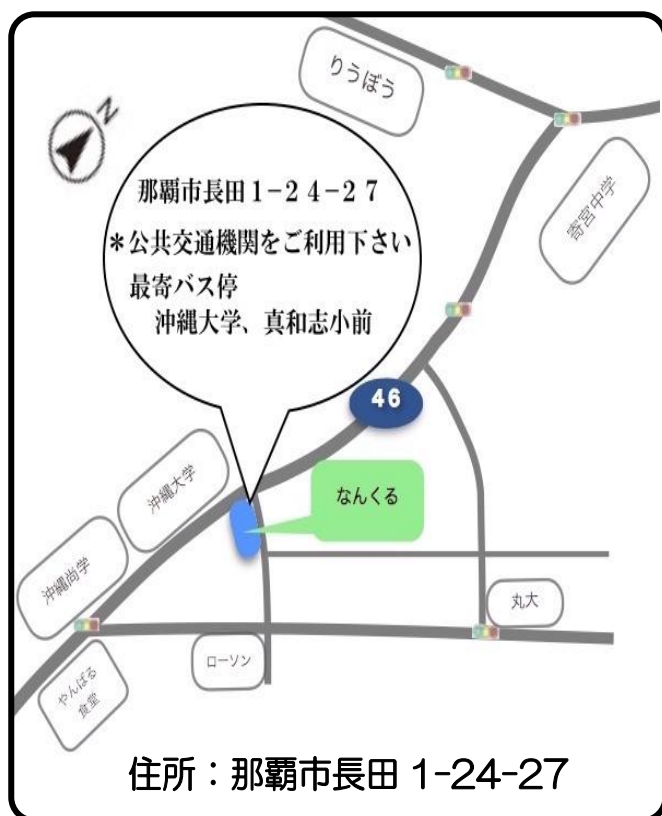 りうぼう
N
寄宮中学
那覇市長田1-24-27
*公共交通機関をご利用下さい
最寄バス停
沖縄大学、真和志小前
46
沖縄大学
なんくる
沖縄尚学
丸大
ローソン
やんばる
食堂
住所：那覇市長田 1-24-27